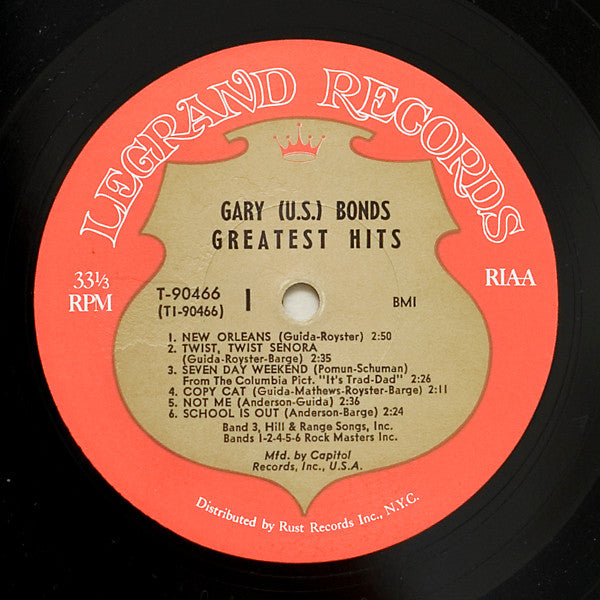 LEGRAND RECORDS
GARY (U.S.) BONDS
GREATEST HITS
33⅓
RPM
RIAA
T-90466
(T1-90466)
1
BMI
1. NEW ORLEANS (Guida-Royster) 2:50
2. TWIST, TWIST SENORA
(Guida-Royster-Barge) 2:35
3. SEVEN DAY WEEKEND (Pomun-Schuman)
From The Columbia Pict. "It's Trad-Dad" 2:26
4. COPY CAT (Guida-Mathews-Royster-Barge) 2:11
5. NOT ME (Anderson-Guida) 2:36
6. SCHOOL IS OUT (Anderson-Barge) 2:24
Band 3, Hill & Range Songs, Inc.
Bands 1-2-4-5-6 Rock Masters Inc.
Mfd. by Capitol
Records, Inc., U.S.A.
Distributed by Rust Records Inc., N.Y.C.